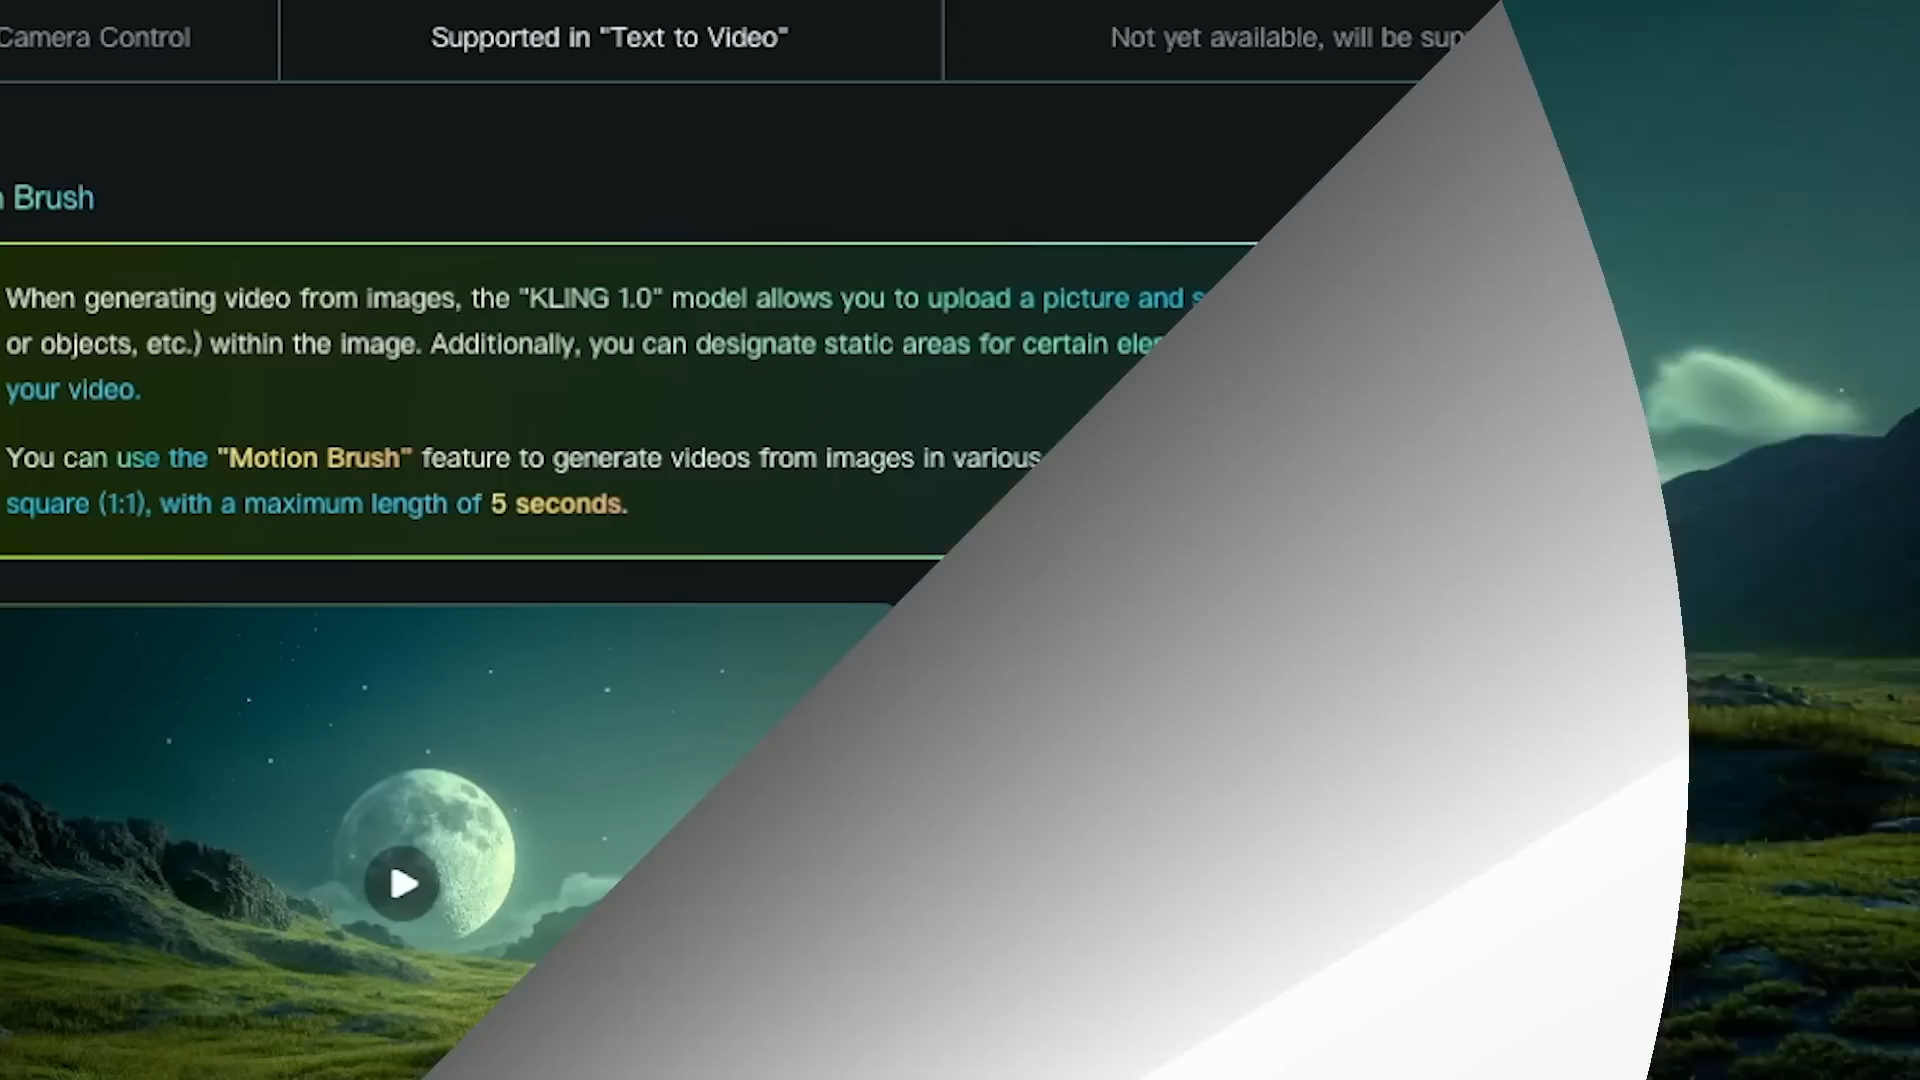 Camera Control
Supported in "Text to Video"
Not yet available, will be
Brush
When generating video from images, the "KLING 1.0" model allows you to upload a picture and
or objects, etc.) within the image. Additionally, you can designate static areas for certain
your video.
You can use the "Motion Brush" feature to generate videos from images in various
square (1:1), with a maximum length of 5 seconds.